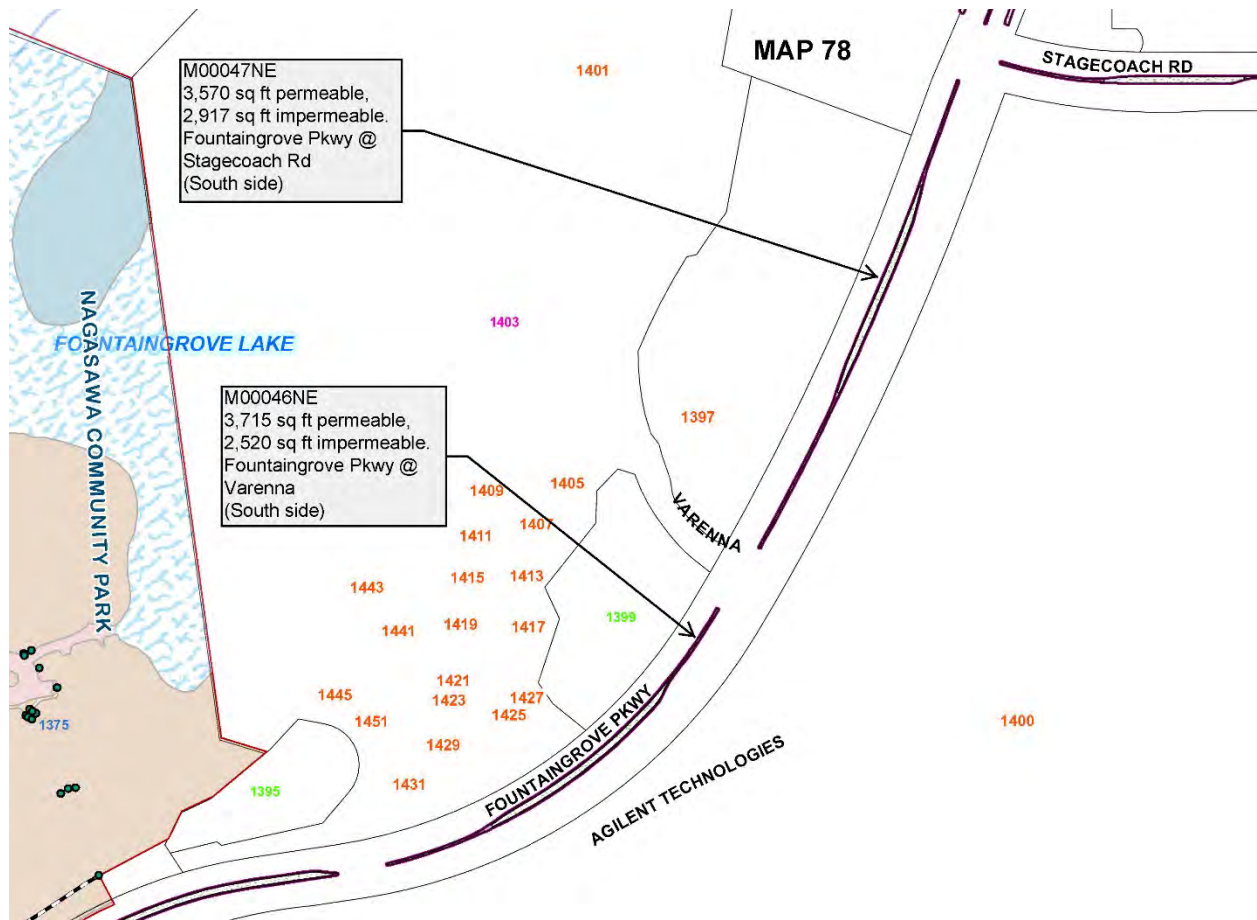 MAP 78
STAGECOACH RD
1401
M00047NE
3,570 sq ft permeable,
2,917 sq ft impermeable.
Fountaingrove Pkwy @
Stagecoach Rd
(South side)
NAGASAWA COMMUNITY PARK
FOUNTAINGROVE LAKE
1403
M00046NE
3,715 sq ft permeable,
2,520 sq ft impermeable.
Fountaingrove Pkwy @
Varenna
(South side)
1397
1405
1409
1407
1411
VARENNA
1415
1413
1443
1399
1419
1417
1441
1421
1445
1423
1427
1425
1451
1375
1400
1429
FOUNTAINGROVE PKWY
AGILENT TECHNOLOGIES
1431
1395